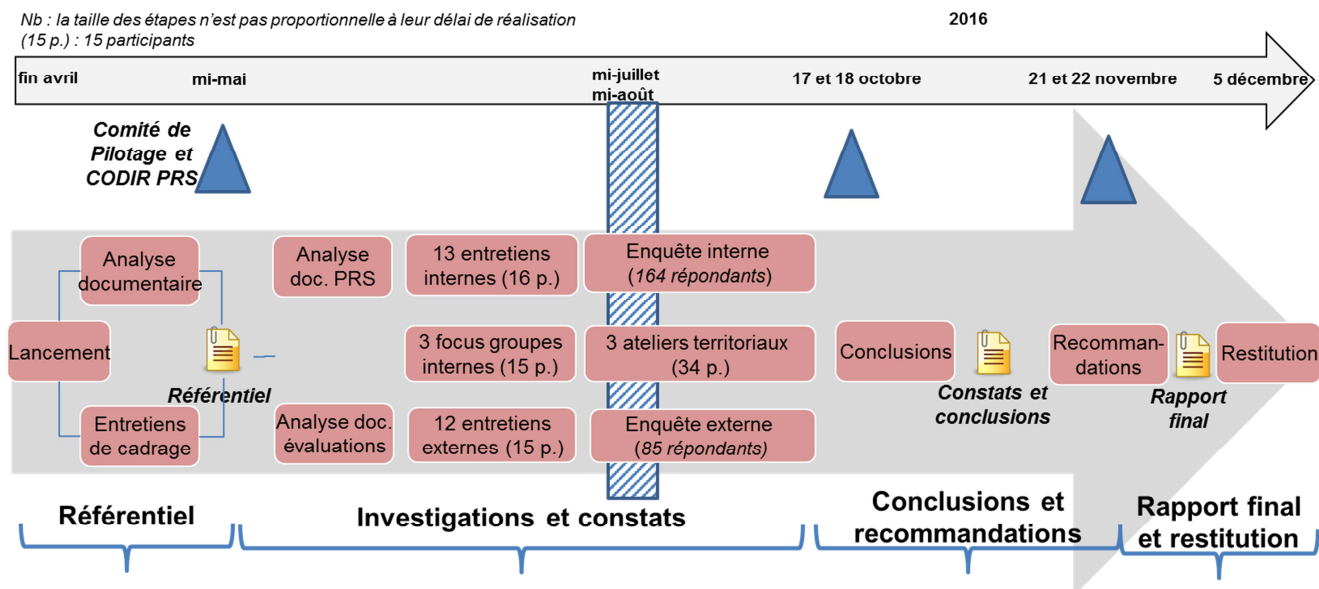 Nb : la taille des étapes n'est pas proportionnelle à leur délai de réalisation
(15 p.) : 15 participants
2016
fin avril
mi-mai
mi-juillet
mi-août
17 et 18 octobre
21 et 22 novembre
5 décembre
Comité de
Pilotage et
CODIR PRS
Analyse
documentaire
Analyse
doc. PRS
13 entretiens
internes (16 p.)
Enquête interne
(164 répondants)
Lancement
Référentiel
3 focus groupes
internes (15 p.)
3 ateliers territoriaux
(34 p.)
Conclusions
Constats et
conclusions
Recomman-
dations
Rapport
final
Restitution
Entretiens
de cadrage
Analyse doc.
évaluations
12 entretiens
externes (15 p.)
Enquête externe
(85 répondants)
Référentiel
Investigations et constats
Conclusions et
recommandations
Rapport final
et restitution